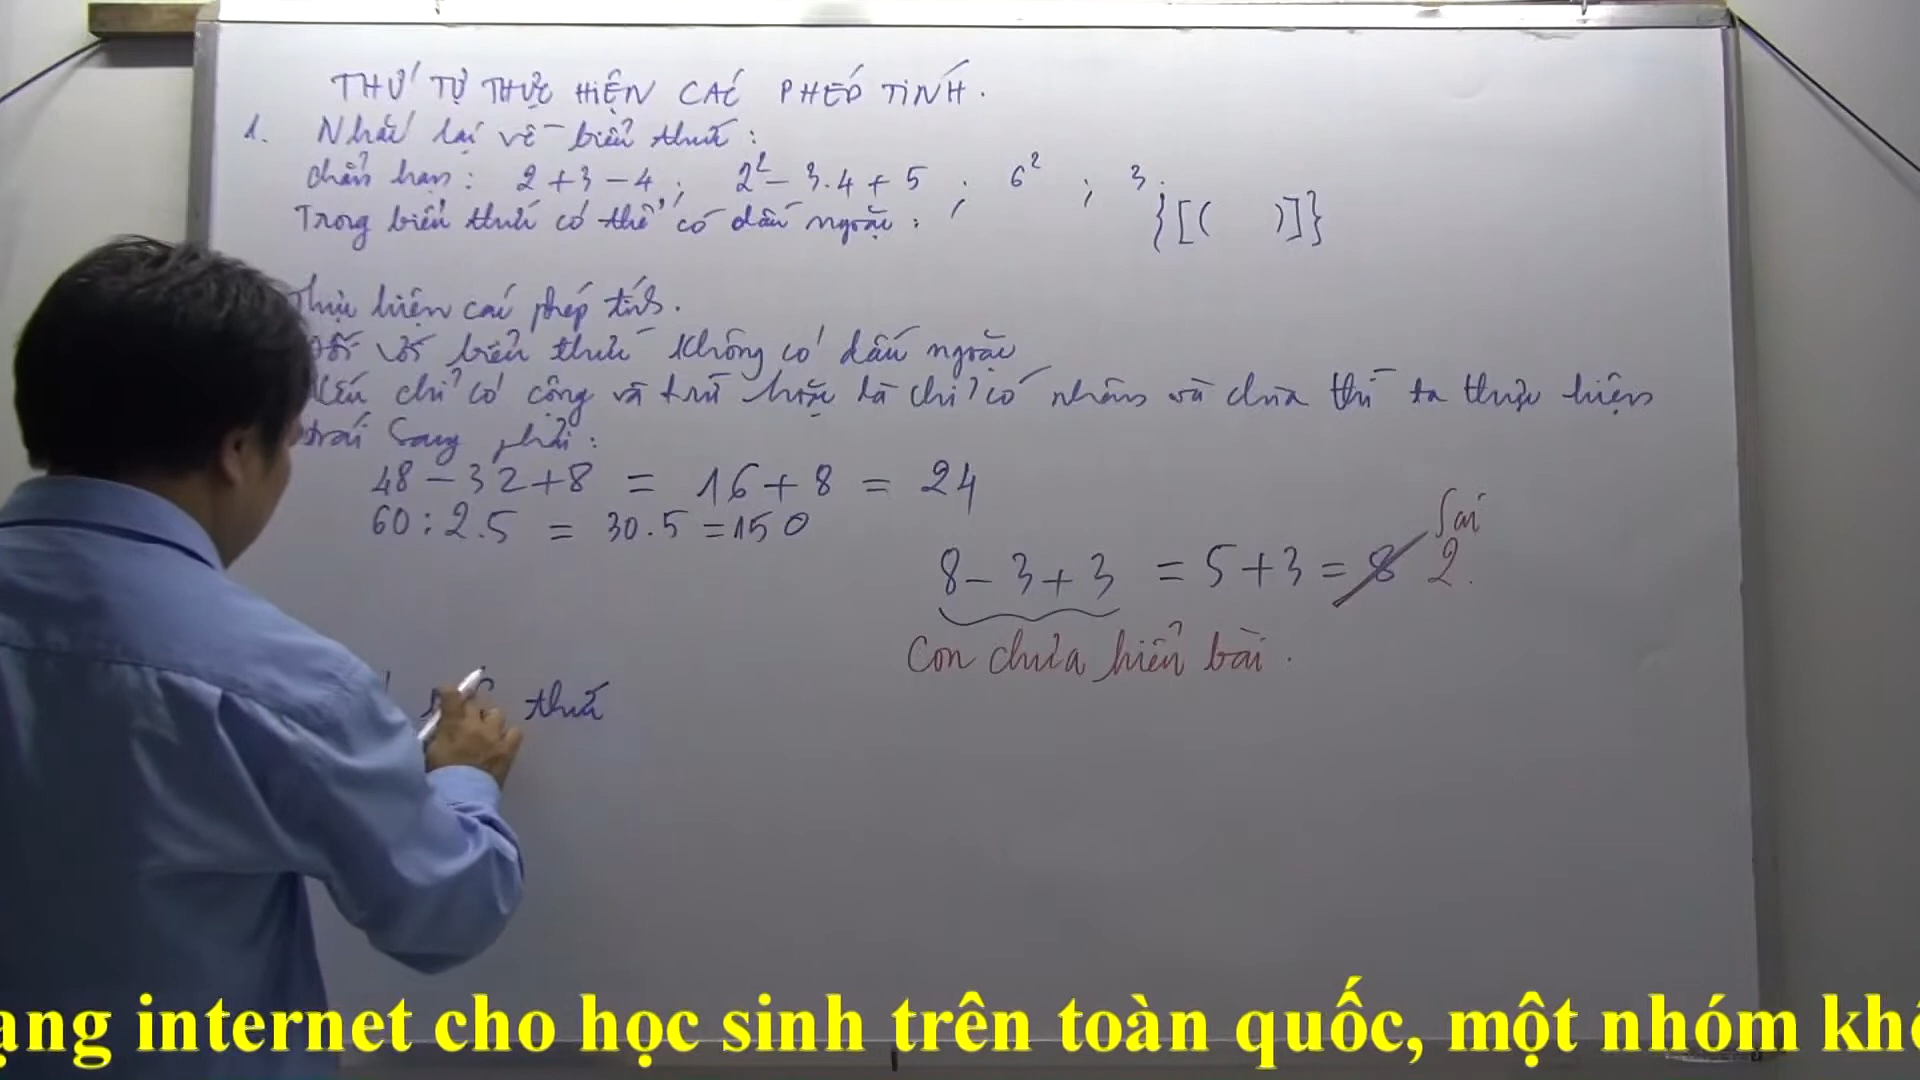 THỨ TỰ THỰC HIỆN CÁC PHÉP TÍNH.
1. Nhắc lại về biểu thức:
chẳn hạn: 2 + 3 - 4 ; 2² - 3.4 + 5 ; 6² ; 3.
Trong biểu thức có thể có dấu ngoặc: {[( )]}
Thực hiện các phép tính.
Đối với biểu thức không có dấu ngoặc
Nếu chỉ có cộng và trừ hoặc là chỉ có nhân và chia thì ta thực hiện
trái sang phải:
48 - 32 + 8 = 16 + 8 = 24
60 : 2.5 = 30.5 = 150
Sai
8 - 3 + 3 = 5 + 3 = 8 2.
Con chưa hiểu bài.
thức
ạng internet cho học sinh trên toàn quốc, một nhóm khô